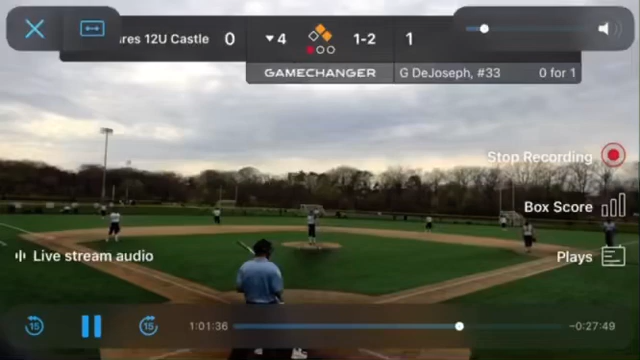 ires 12U Castle 0 ▼4 1-2 1
GAMECHANGER G DeJoseph, #33 0 for 1
Stop Recording
Box Score
Live stream audio
Plays
15 15 1:01:36 -0:27:49